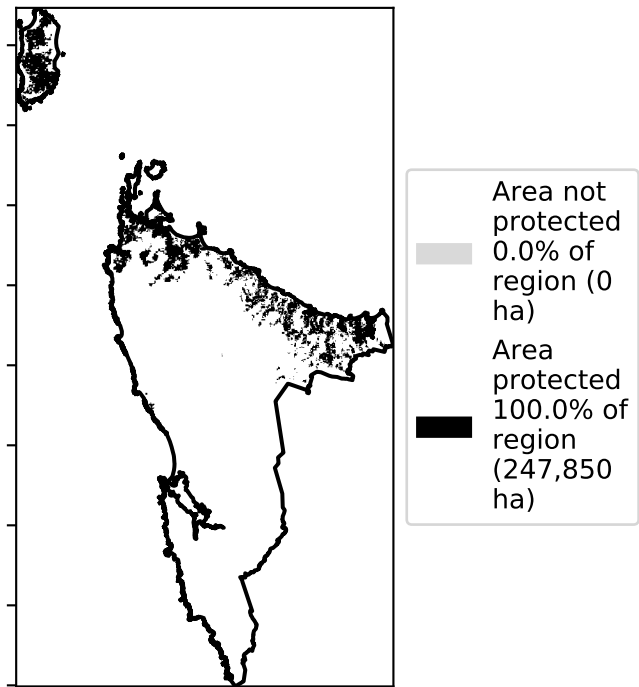 Area not
protected
0.0% of
region (0
ha)
Area
protected
100.0% of
region
(247,850
ha)